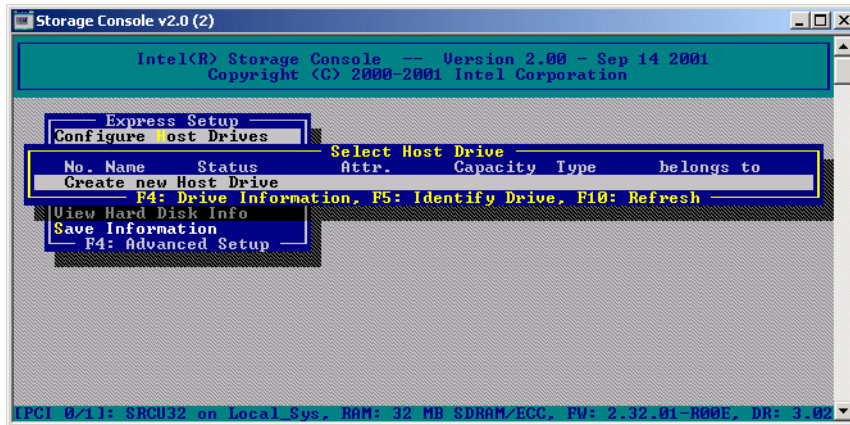 Storage Console v2.0 (2)
Intel(R) Storage Console -- Version 2.00 - Sep 14 2001
Copyright (C) 2000-2001 Intel Corporation
Express Setup
Configure Host Drives
Select Host Drive
No. Name Status Attr. Capacity Type belongs to
Create new Host Drive
F4: Drive Information, F5: Identify Drive, F10: Refresh
View Hard Disk Info
Save Information
F4: Advanced Setup
[PCI 0/1]: SRCU32 on Local_Sys, RAM: 32 MB SDRAM/ECC, FW: 2.32.01-R00E, DR: 3.02